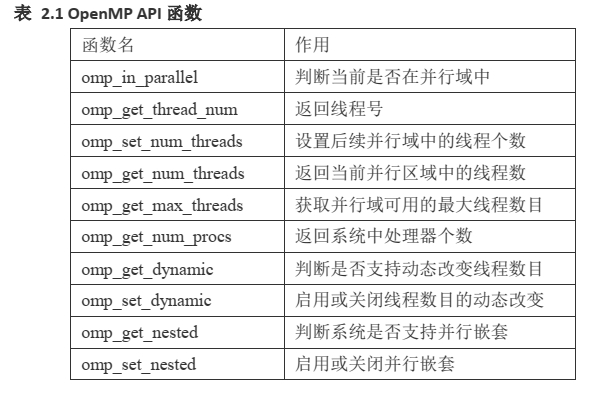 表 2.1 OpenMP API 函数
函数名 作用
omp_in_parallel 判断当前是否在并行域中
omp_get_thread_num 返回线程号
omp_set_num_threads 设置后续并行域中的线程个数
omp_get_num_threads 返回当前并行区域中的线程数
omp_get_max_threads 获取并行域可用的最大线程数目
omp_get_num_procs 返回系统中处理器个数
omp_get_dynamic 判断是否支持动态改变线程数目
omp_set_dynamic 启用或关闭线程数目的动态改变
omp_get_nested 判断系统是否支持并行嵌套
omp_set_nested 启用或关闭并行嵌套